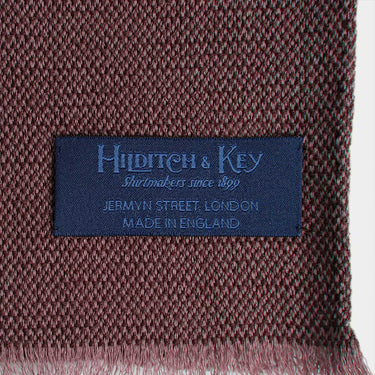 HILDITCH & KEY
Shirtmakers since 1899
JERMYN STREET, LONDON
MADE IN ENGLAND